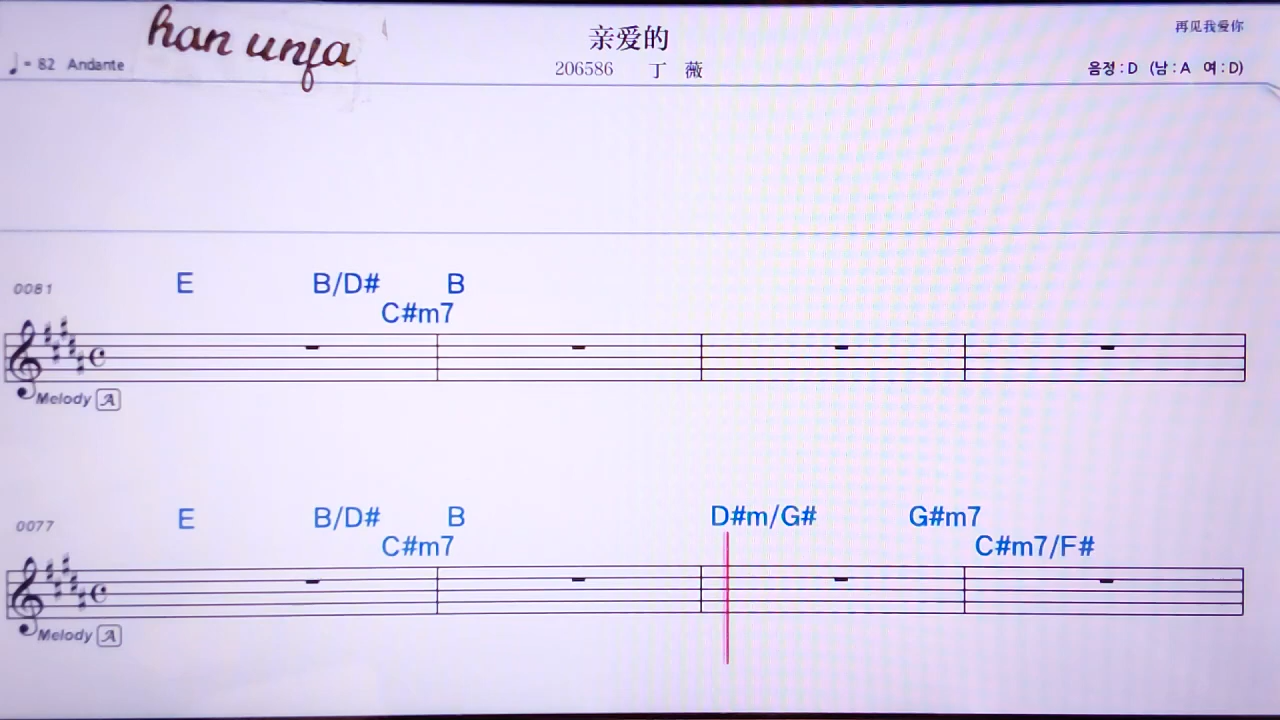 han unfa
♩= 82 Andante
亲爱的
206586 丁 薇
再见我爱你
음정 : D (남 : A 여 : D)
0081
E B/D# B
C#m7
Melody A
0077
E B/D# B D#m/G# G#m7
C#m7 C#m7/F#
Melody A